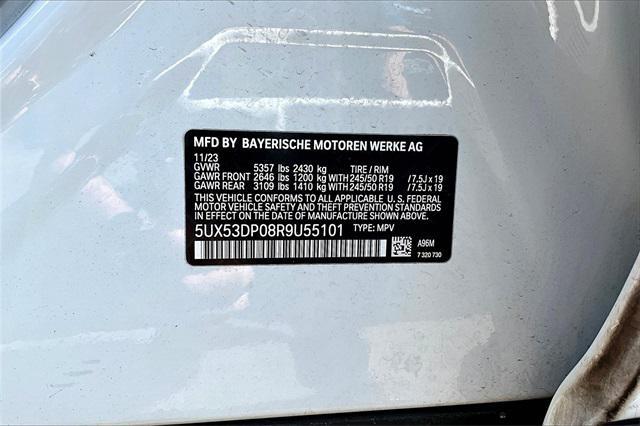 MFD BY BAYERISCHE MOTOREN WERKE AG
11/23
GVWR 5357 lbs 2430 kg TIRE / RIM
GAWR FRONT 2646 lbs 1200 kg WITH 245/50 R19 / 7.5J x 19
GAWR REAR 3109 lbs 1410 kg WITH 245/50 R19 / 7.5J x 19
THIS VEHICLE CONFORMS TO ALL APPLICABLE U. S. FEDERAL
MOTOR VEHICLE SAFETY STANDARDS IN EFFECT ON THE
DATE OF MANUFACTURE SHOWN ABOVE.
5UX53DP08R9U55101 TYPE: MPV
A96M
7 320 730